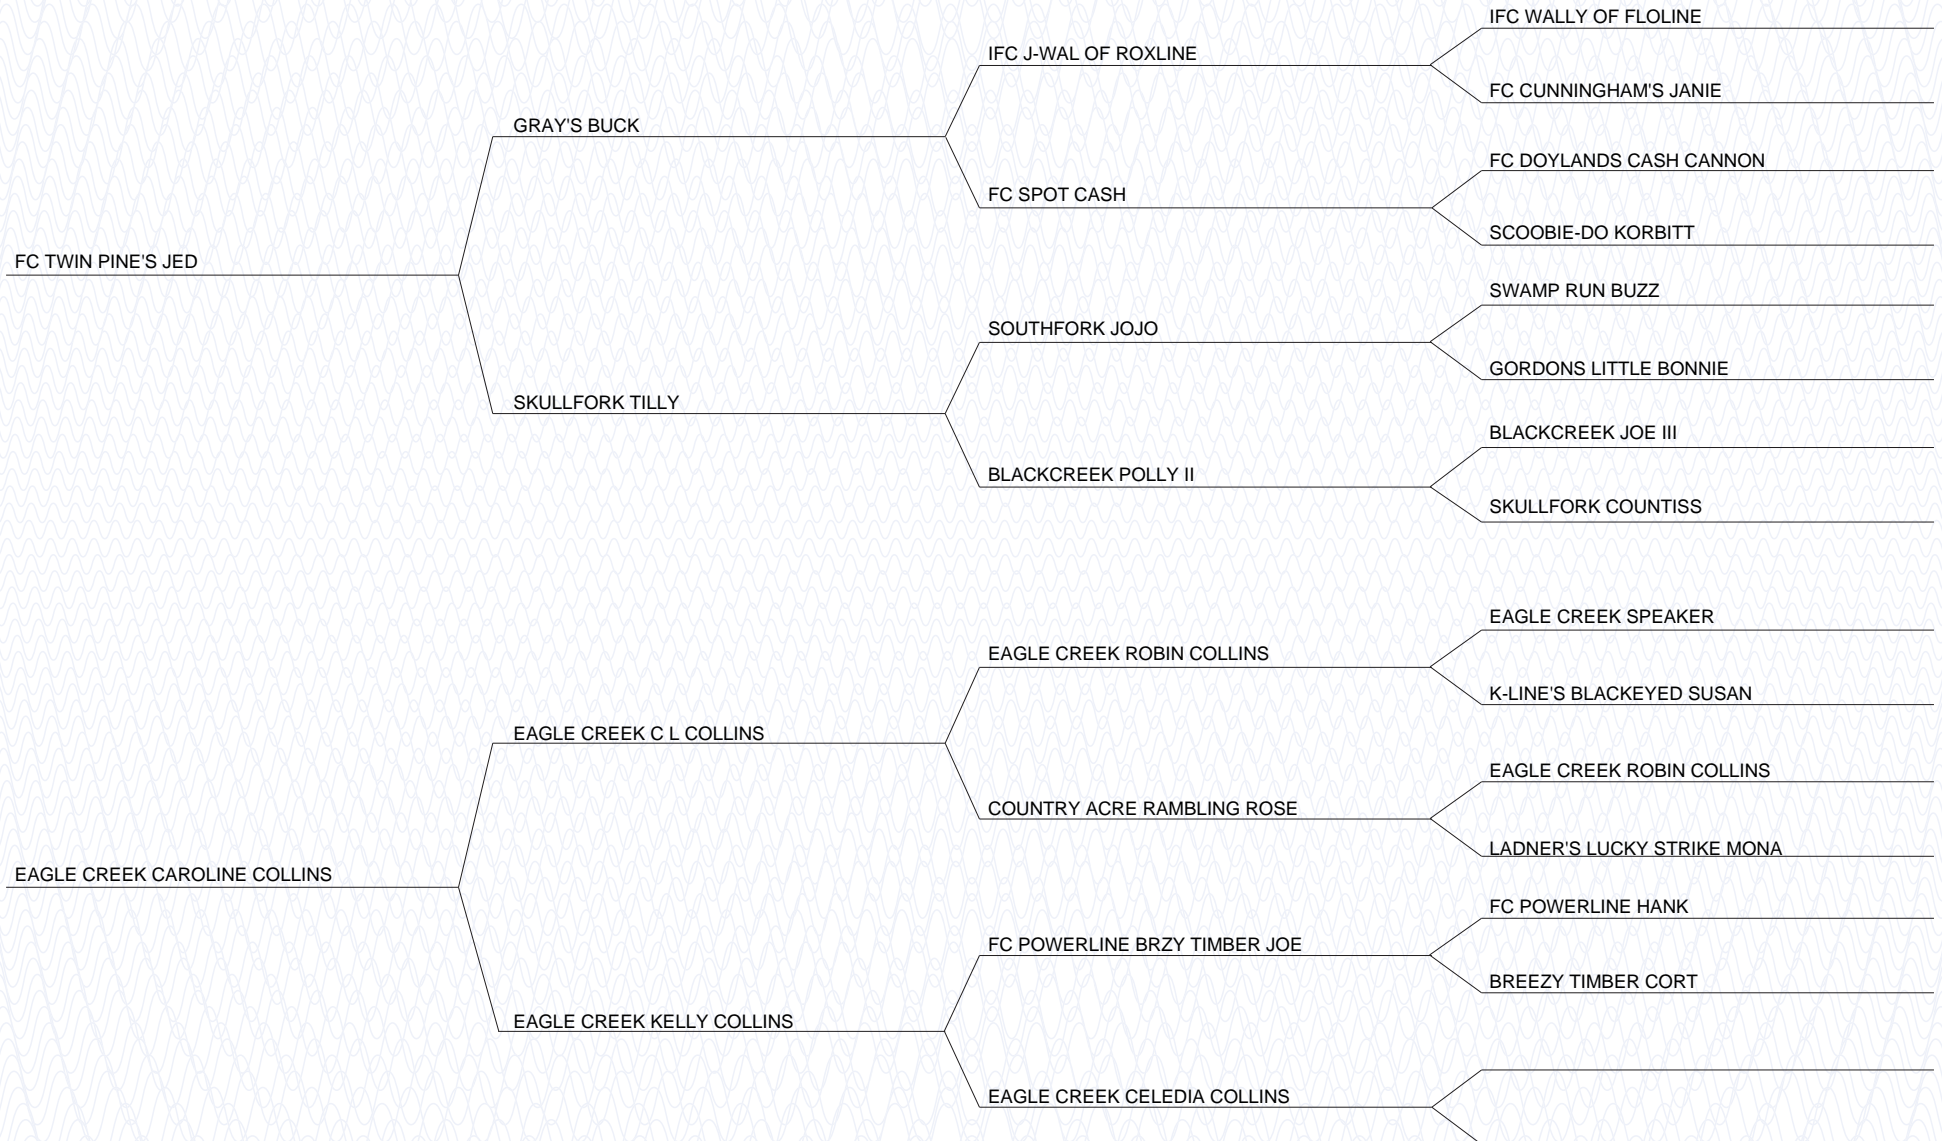 IFC WALLY OF FLOLINE
IFC J-WAL OF ROXLINE
FC CUNNINGHAM'S JANIE
GRAY'S BUCK
FC DOYLANDS CASH CANNON
FC SPOT CASH
SCOOBIE-DO KORBITT
FC TWIN PINE'S JED
SWAMP RUN BUZZ
SOUTHFORK JOJO
GORDONS LITTLE BONNIE
SKULLFORK TILLY
BLACKCREEK JOE III
BLACKCREEK POLLY II
SKULLFORK COUNTISS
EAGLE CREEK SPEAKER
EAGLE CREEK ROBIN COLLINS
K-LINE'S BLACKEYED SUSAN
EAGLE CREEK C L COLLINS
EAGLE CREEK ROBIN COLLINS
COUNTRY ACRE RAMBLING ROSE
LADNER'S LUCKY STRIKE MONA
EAGLE CREEK CAROLINE COLLINS
FC POWERLINE HANK
FC POWERLINE BRZY TIMBER JOE
BREEZY TIMBER CORT
EAGLE CREEK KELLY COLLINS
EAGLE CREEK CELEDIA COLLINS